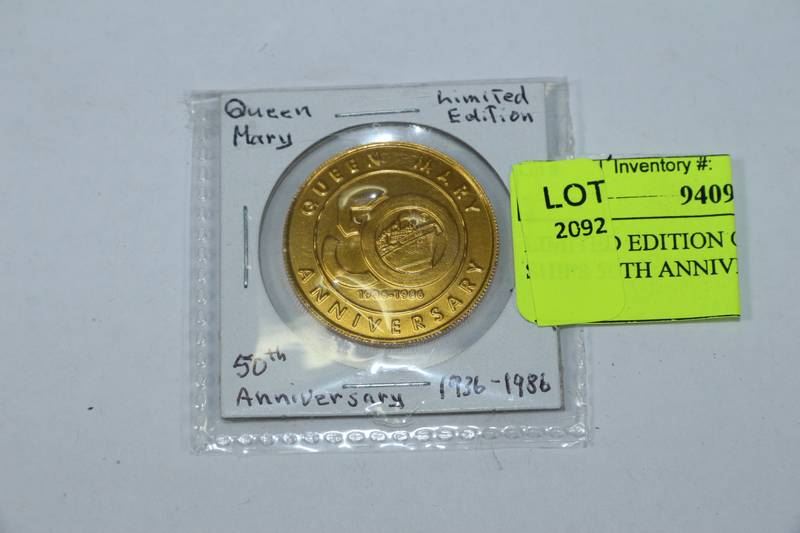 Queen Mary
Limited Edition
QUEEN MARY
1936-1986
ANNIVERSARY
50th
Anniversary 1936-1986
LOT
2092
Inventory #:
9409
D EDITION
TH ANNIV